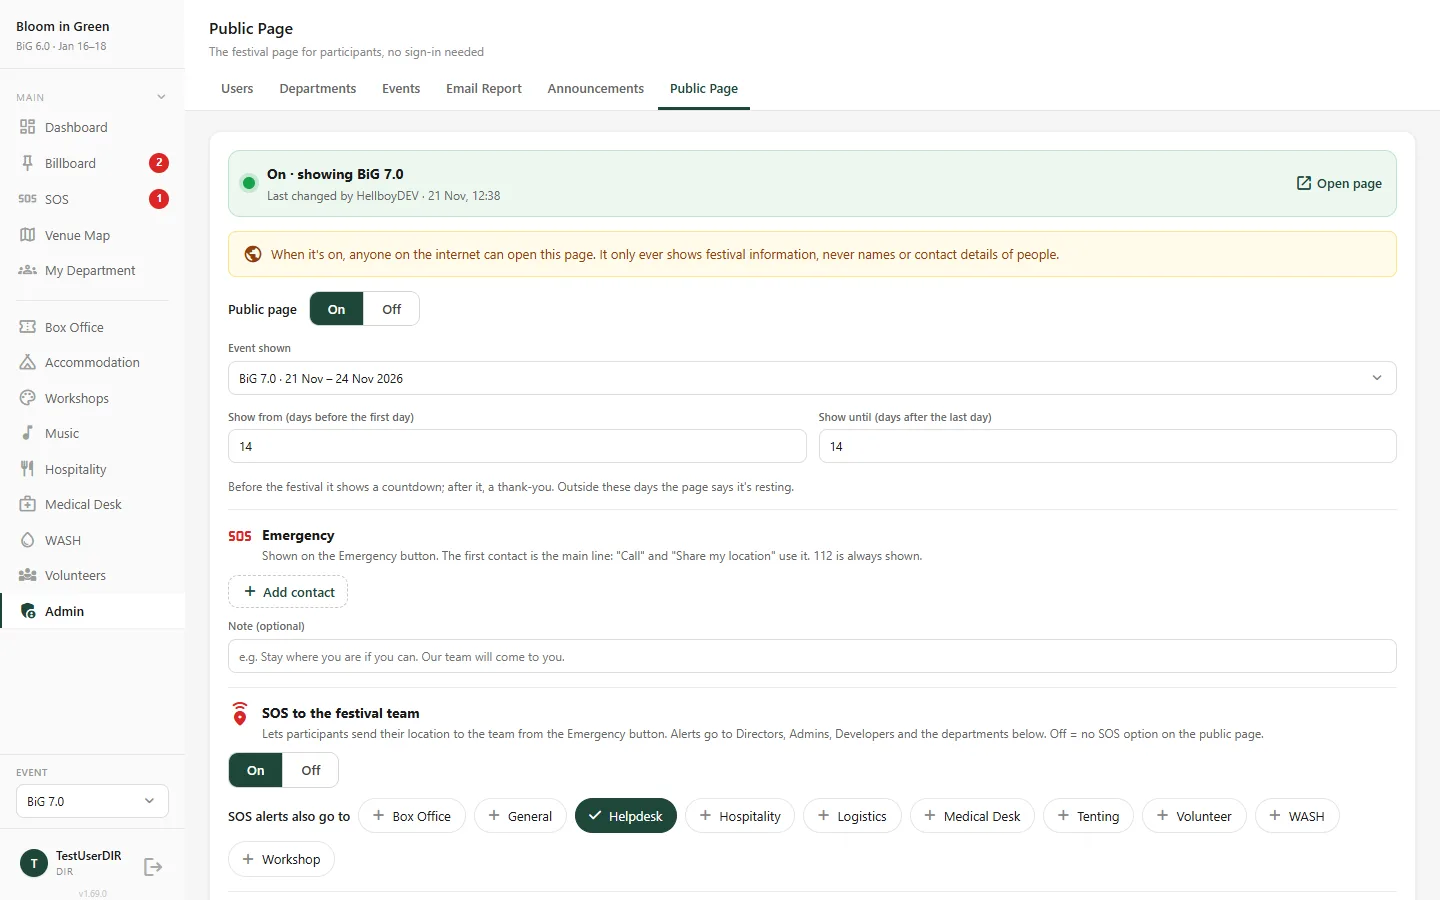 Bloom in Green
BiG 6.0 · Jan 16–18
MAIN
Dashboard
Billboard 2
SOS SOS 1
Venue Map
My Department
Box Office
Accommodation
Workshops
Music
Hospitality
Medical Desk
WASH
Volunteers
Admin
EVENT
BiG 7.0
T TestUserDIR
DIR
v1.69.0
Public Page
The festival page for participants, no sign-in needed
Users Departments Events Email Report Announcements Public Page
On · showing BiG 7.0
Last changed by HellboyDEV · 21 Nov, 12:38
Open page
When it's on, anyone on the internet can open this page. It only ever shows festival information, never names or contact details of people.
Public page On Off
Event shown
BiG 7.0 · 21 Nov – 24 Nov 2026
Show from (days before the first day) Show until (days after the last day)
14 14
Before the festival it shows a countdown; after it, a thank-you. Outside these days the page says it's resting.
SOS Emergency
Shown on the Emergency button. The first contact is the main line: "Call" and "Share my location" use it. 112 is always shown.
+ Add contact
Note (optional)
e.g. Stay where you are if you can. Our team will come to you.
SOS to the festival team
Lets participants send their location to the team from the Emergency button. Alerts go to Directors, Admins, Developers and the departments below. Off = no SOS option on the public page.
On Off
SOS alerts also go to + Box Office + General ✓ Helpdesk + Hospitality + Logistics + Medical Desk + Tenting + Volunteer + WASH
+ Workshop